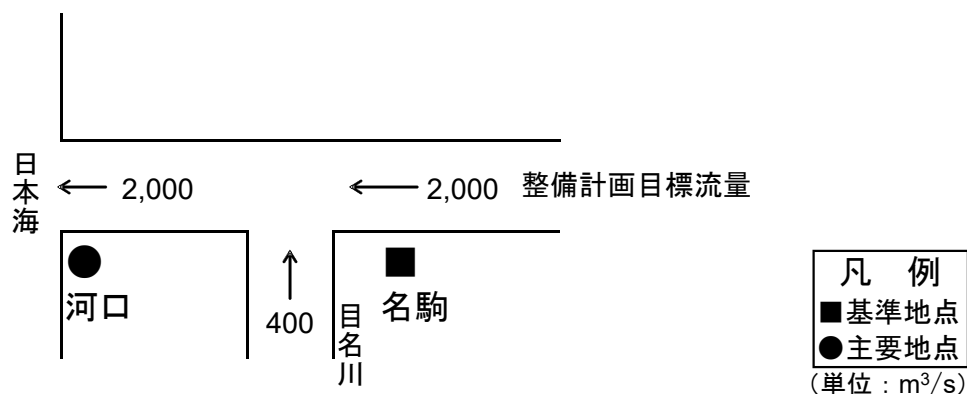 日本海
2,000
2,000
整備計画目標流量
河口
400
目名川
名駒
凡 例
■基準地点
●主要地点
(単位：m³/s)